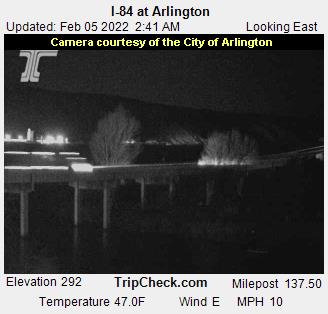 I-84 at Arlington
Updated: Feb 05 2022 2:41 AM Looking East
Camera courtesy of the City of Arlington
Elevation 292 TripCheck.com Milepost 137.50
Temperature 47.0F Wind E MPH 10